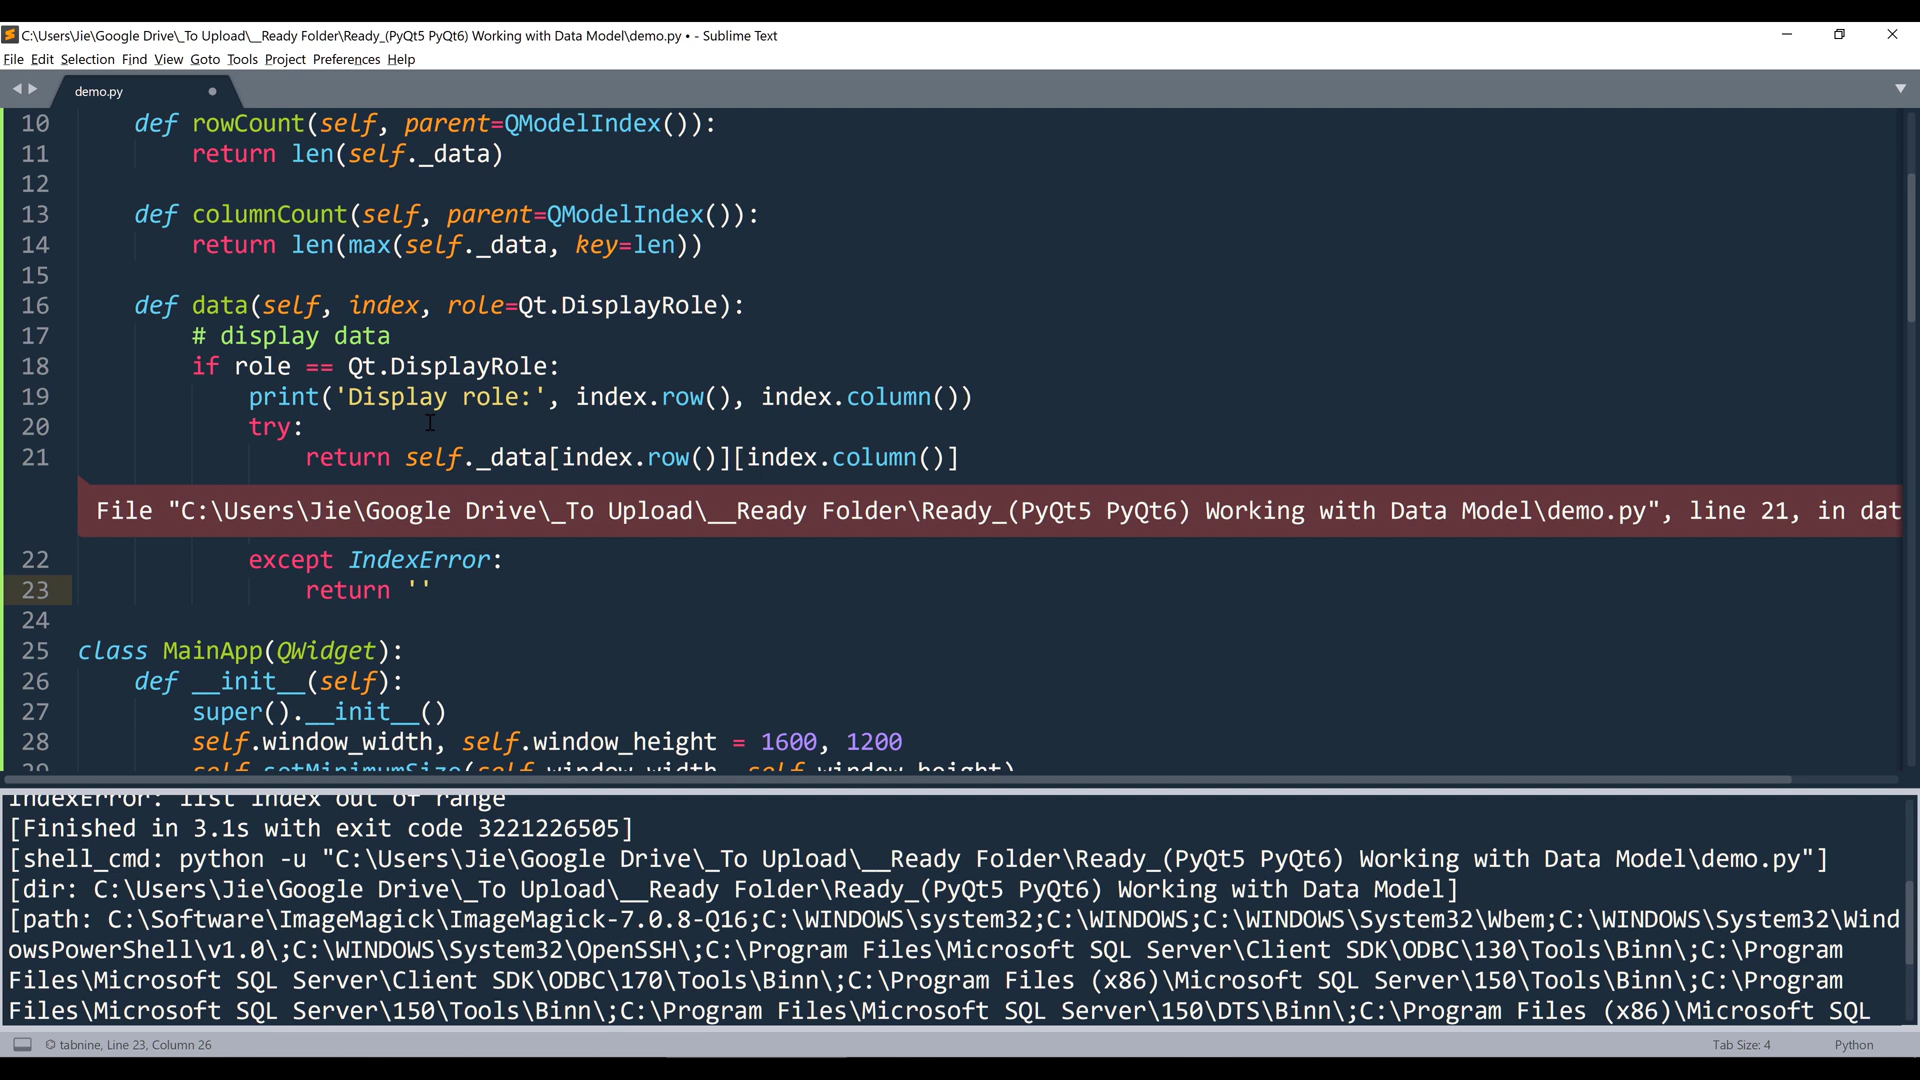 C:\Users\Jie\Google Drive\_To Upload\__Ready Folder\Ready_(PyQt5 PyQt6) Working with Data Model\demo.py • - Sublime Text
File Edit Selection Find View Goto Tools Project Preferences Help
demo.py
10 def rowCount(self, parent=QModelIndex()):
11 return len(self._data)
12
13 def columnCount(self, parent=QModelIndex()):
14 return len(max(self._data, key=len))
15
16 def data(self, index, role=Qt.DisplayRole):
17 # display data
18 if role == Qt.DisplayRole:
19 print('Display role:', index.row(), index.column())
20 try:
21 return self._data[index.row()][index.column()]
File "C:\Users\Jie\Google Drive\_To Upload\__Ready Folder\Ready_(PyQt5 PyQt6) Working with Data Model\demo.py", line 21, in dat
22 except IndexError:
23 return ''
24
25 class MainApp(QWidget):
26 def __init__(self):
27 super().__init__()
28 self.window_width, self.window_height = 1600, 1200
29 self.setMinimumSize(self.window_width, self.window_height)
IndexError: list index out of range
[Finished in 3.1s with exit code 3221226505]
[shell_cmd: python -u "C:\Users\Jie\Google Drive\_To Upload\__Ready Folder\Ready_(PyQt5 PyQt6) Working with Data Model\demo.py"]
[dir: C:\Users\Jie\Google Drive\_To Upload\__Ready Folder\Ready_(PyQt5 PyQt6) Working with Data Model]
[path: C:\Software\ImageMagick\ImageMagick-7.0.8-Q16;C:\WINDOWS\system32;C:\WINDOWS;C:\WINDOWS\System32\Wbem;C:\WINDOWS\System32\Wind
owsPowerShell\v1.0\;C:\WINDOWS\System32\OpenSSH\;C:\Program Files\Microsoft SQL Server\Client SDK\ODBC\130\Tools\Binn\;C:\Program
Files\Microsoft SQL Server\Client SDK\ODBC\170\Tools\Binn\;C:\Program Files (x86)\Microsoft SQL Server\150\Tools\Binn\;C:\Program
Files\Microsoft SQL Server\150\Tools\Binn\;C:\Program Files\Microsoft SQL Server\150\DTS\Binn\;C:\Program Files (x86)\Microsoft SQL
tabnine, Line 23, Column 26 Tab Size: 4 Python